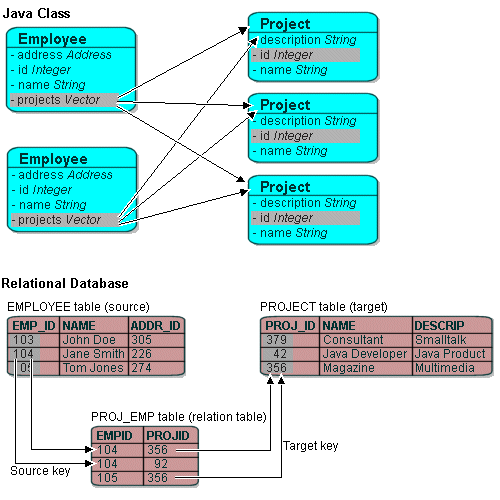 Java Class
Employee
- address Address
- id Integer
- name String
- projects Vector
Project
- description String
- id Integer
- name String
Project
- description String
- id Integer
- name String
Employee
- address Address
- id Integer
- name String
- projects Vector
Project
- description String
- id Integer
- name String
Relational Database
EMPLOYEE table (source)
EMP_ID NAME ADDR_ID
103 John Doe 305
104 Jane Smith 226
105 Tom Jones 274
PROJECT table (target)
PROJ_ID NAME DESCRIP
379 Consultant Smalltalk
42 Java Developer Java Product
356 Magazine Multimedia
PROJ_EMP table (relation table)
EMPID PROJID
104 356
104 92
105 356
Source key
Target key